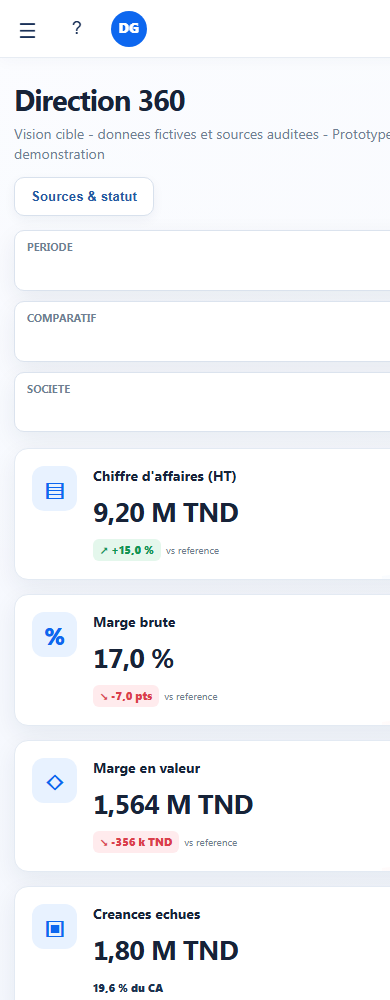 ?
DG
Direction 360
Vision cible - donnees fictives et sources auditees - Prototype
demonstration
Sources & statut
PERIODE
COMPARATIF
SOCIETE
Chiffre d'affaires (HT)
9,20 M TND
↗ +15,0 % vs reference
%
Marge brute
17,0 %
↘ -7,0 pts vs reference
Marge en valeur
1,564 M TND
↘ -356 k TND vs reference
Creances echues
1,80 M TND
19,6 % du CA